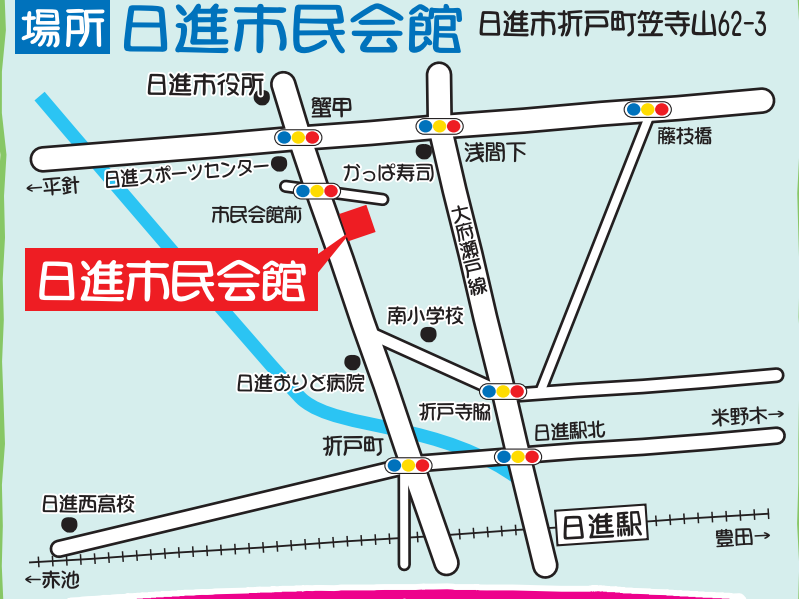 場所 日進市民会館 日進市折戸町笠寺山62-3
日進市役所
蟹甲
浅間下
藤枝橋
←平針
日進スポーツセンター
かっぱ寿司
市民会館前
大府瀬戸線
日進市民会館
南小学校
日進おりど病院
折戸寺脇
米野木→
日進駅北
折戸町
日進西高校
日進駅
豊田→
←赤池